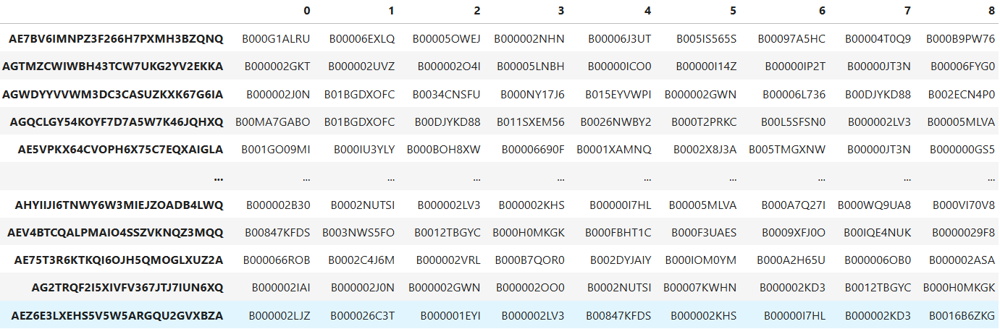 0 1 2 3 4 5 6 7 8
AE7BV6IMNPZ3F266H7PXMH3BZQNQ B000G1ALRU B00006EXLQ B00005OWEJ B000002NHN B00006J3UT B005IS565S B00097A5HC B00004T0Q9 B000B9PW76
AGTMZCWIWBH43TCW7UKG2YV2EKKA B000002GKT B000002UVZ B000002O4I B00005LNBH B00000ICO0 B00000I14Z B00000IP2T B00000JT3N B00006FYG0
AGWDYYVVWM3DC3CASUZKXK67G6IA B000002J0N B01BGDXOFC B0034CNSFU B000NY17J6 B015EYVWPI B000002GWN B00006L736 B00DJYKD88 B002ECN4P0
AGQCLGY54KOYF7D7A5W7K46JQHXQ B00MA7GABO B01BGDXOFC B00DJYKD88 B011SXEM56 B0026NWBY2 B000T2PRKC B00L5SFSN0 B000002LV3 B00005MLVA
AE5VPKX64CVOPH6X75C7EQXAIGLA B001GO09MI B000IU3YLY B000BOH8XW B00006690F B0001XAMNQ B0002X8J3A B005TMGXNW B00000JT3N B000000GS5
... ... ... ... ... ... ... ... ... ...
AHYIIJI6TNWY6W3MIEJZOADB4LWQ B000002B30 B0002NUTSI B000002LV3 B000002KHS B00000I7HL B00005MLVA B000A7Q27I B000WQ9UA8 B000VI70V8
AEV4BTCQALPMAIO4SSZVKNQZ3MQQ B00847KFDS B003NWS5FO B0012TBGYC B000H0MKGK B000FBHT1C B000F3UAES B0009XFJ0O B00IQE4NUK B0000029F8
AE75T3R6KTKQI6OJH5QMOGLXUZ2A B000066ROB B0002C4J6M B000002VRL B000B7QOR0 B002DYJAIY B000IOM0YM B000A2H65U B000006OB0 B000002ASA
AG2TRQF2I5XIVFV367JTJ7IUN6XQ B000002IAI B000002J0N B000002GWN B000002OO0 B0002NUTSI B00007KWHN B000002KD3 B0012TBGYC B000H0MKGK
AEZ6E3LXEHS5V5W5ARGQU2GVXBZA B000002LJZ B000026C3T B000001EYI B000002LV3 B00847KFDS B000002KHS B00000I7HL B000002KD3 B0016B6ZKG